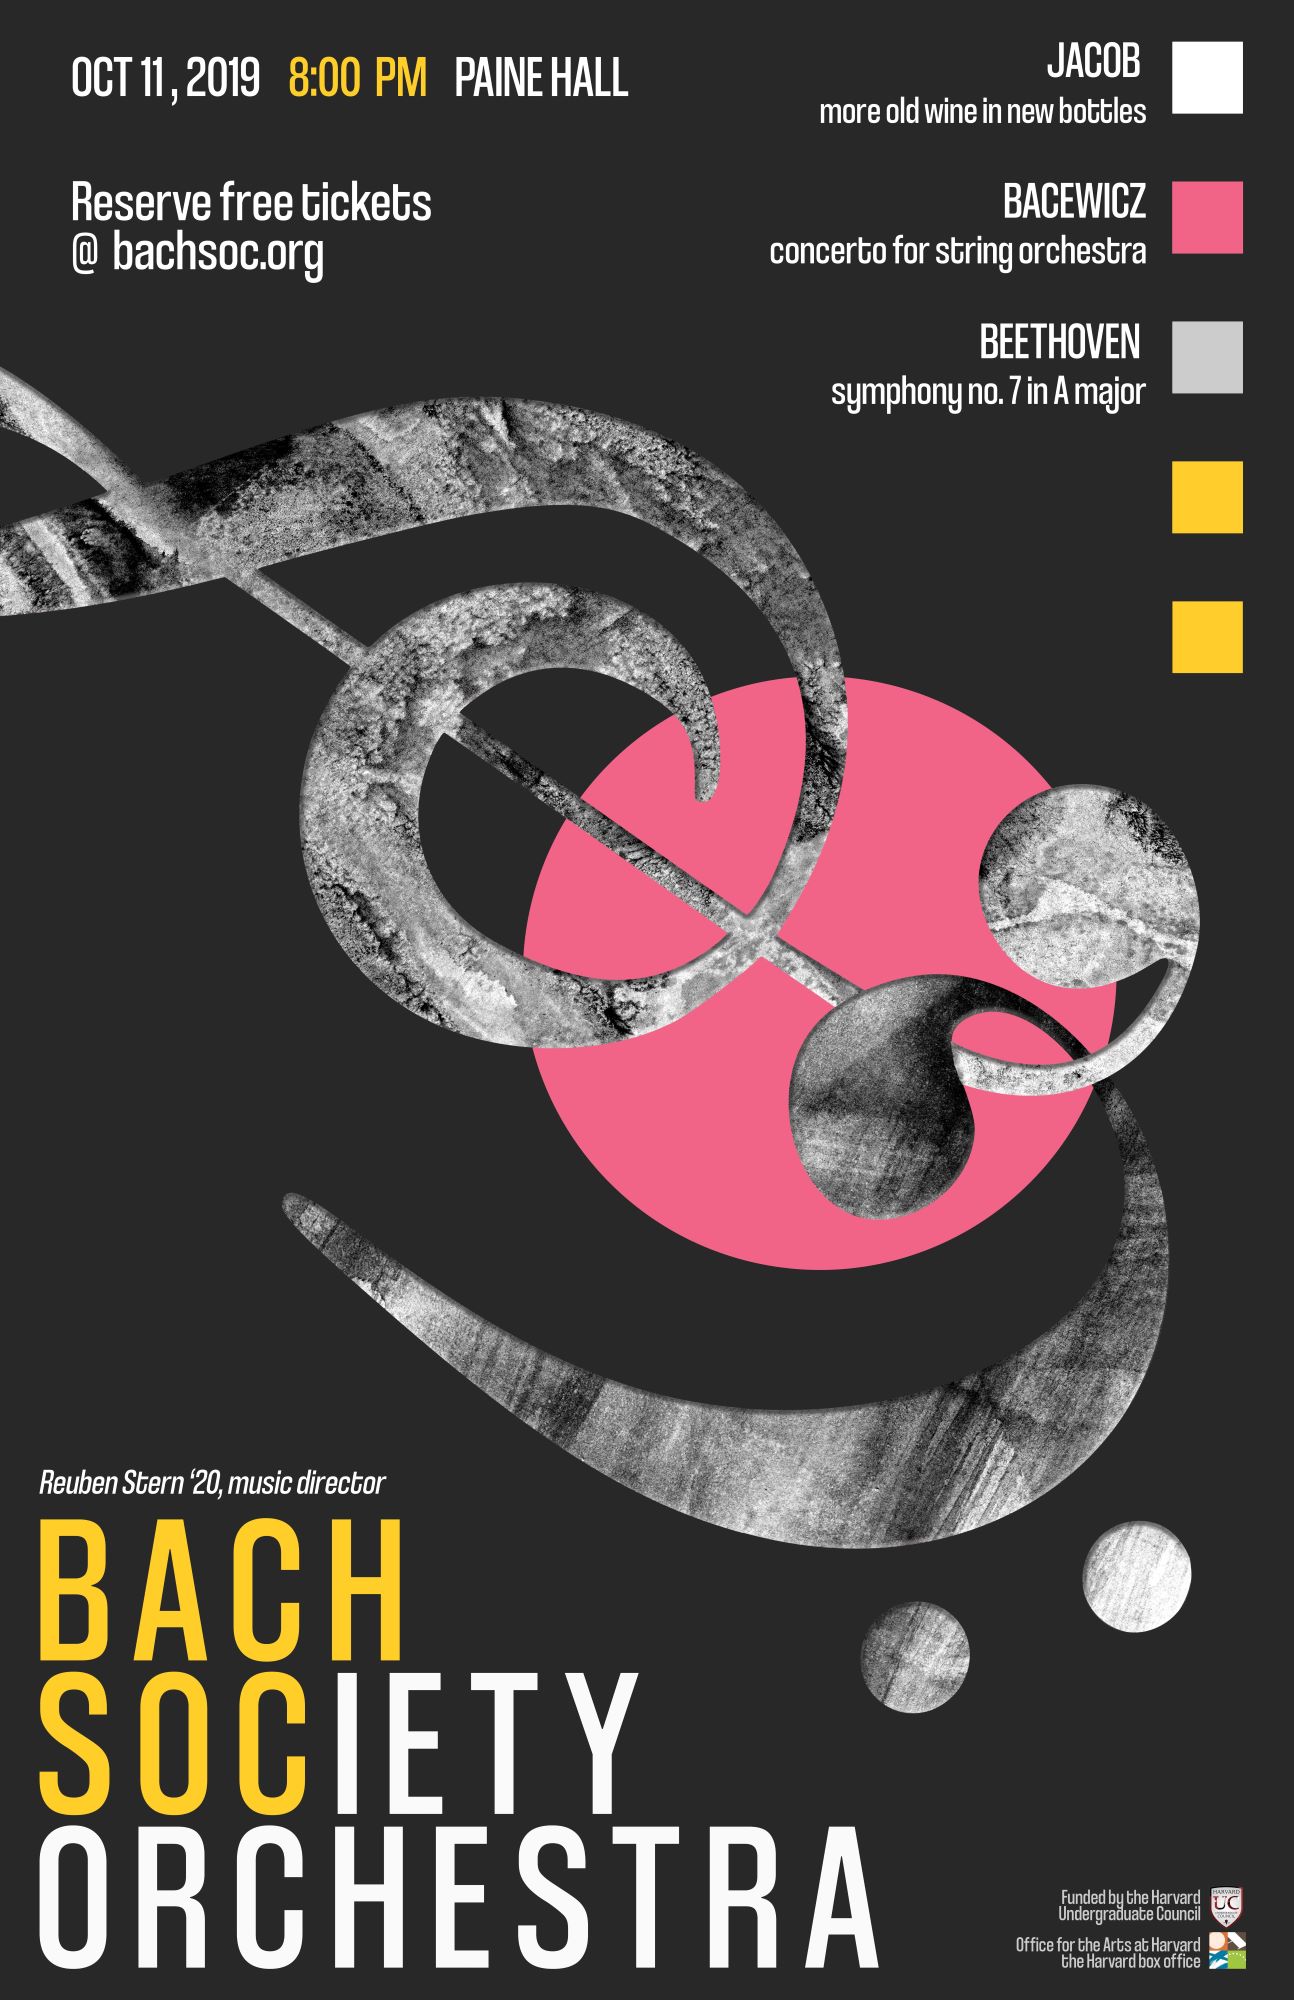 OCT 11, 2019 8:00 PM PAINE HALL
Reserve free tickets
@ bachsoc.org
JACOB
more old wine in new bottles
BACEWICZ
concerto for string orchestra
BEETHOVEN
symphony no. 7 in A major
Reuben Stern ‘20, music director
BACH
SOCIETY
ORCHESTRA
Funded by the Harvard
Undergraduate Council
HARVARD
UC
Office for the Arts at Harvard
the Harvard box office